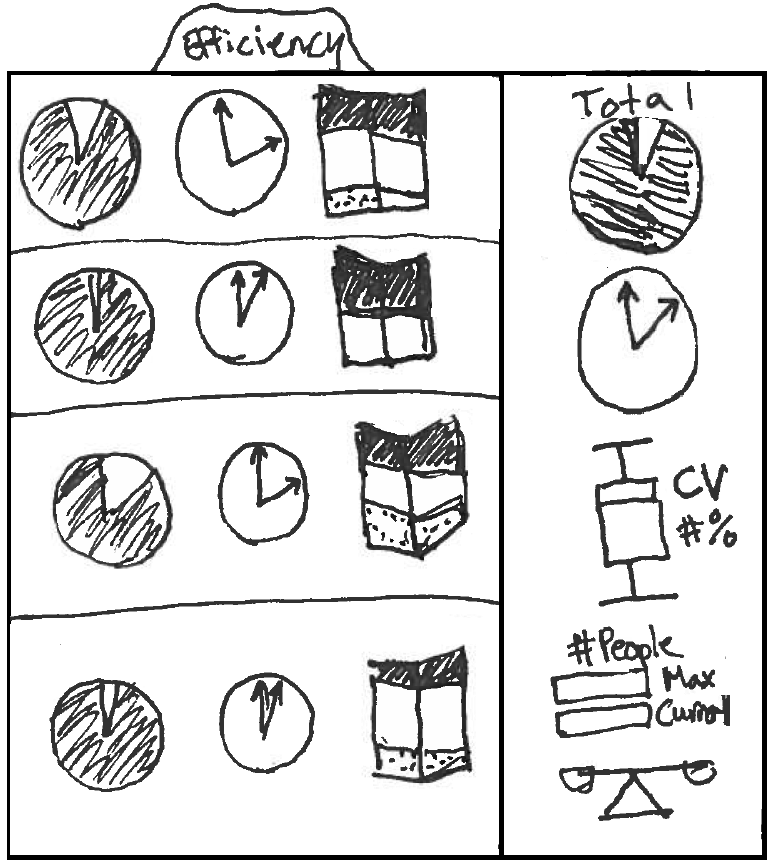 Efficiency
Total
CV
#%
#People
Max
Current